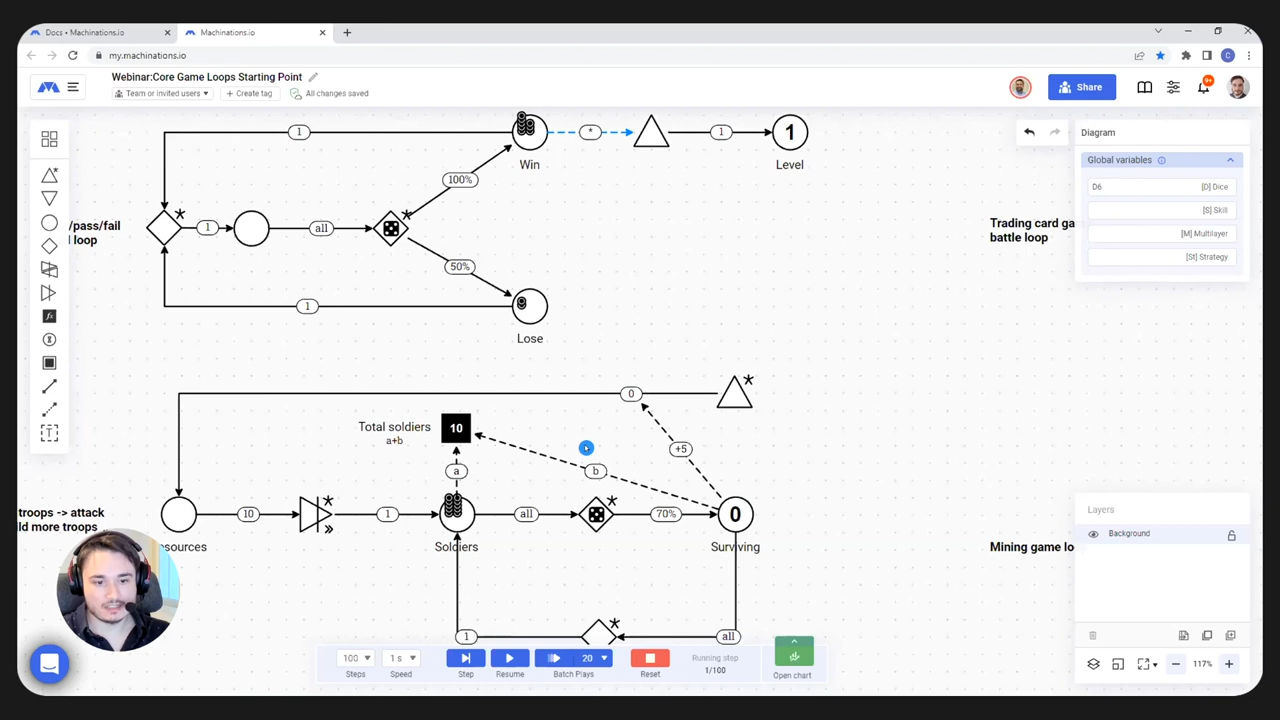 Docs • Machinations.io
Machinations.io
my.machinations.io
C
Webinar:Core Game Loops Starting Point
Team or invited users
+ Create tag
All changes saved
Share
9+
Diagram
Global variables
D6
[D] Dice
[S] Skill
[M] Multilayer
[St] Strategy
1
*
1
1
Win
Level
100%
*
/pass/fail
loop
1
all
*
50%
1
Lose
Trading card ga
battle loop
0
*
Total soldiers
a+b
10
+5
a
b
troops -> attack
ld more troops
10
*
1
all
*
70%
0
esources
Soldiers
Surviving
Mining game lo
*
1
all
Layers
Background
100
1 s
20
Steps
Speed
Step
Resume
Batch Plays
Reset
Running step
1/100
Open chart
117%